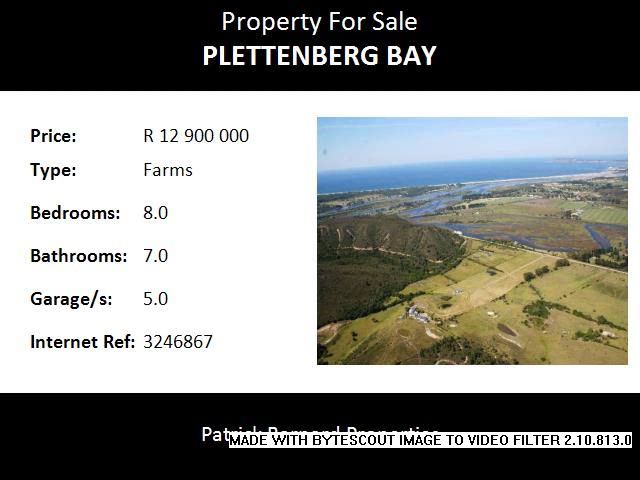 Property For Sale
PLETTENBERG BAY
Price: R 12 900 000
Type: Farms
Bedrooms: 8.0
Bathrooms: 7.0
Garage/s: 5.0
Internet Ref: 3246867
MADE WITH BYTESCOUT IMAGE TO VIDEO FILTER 2.10.813.0